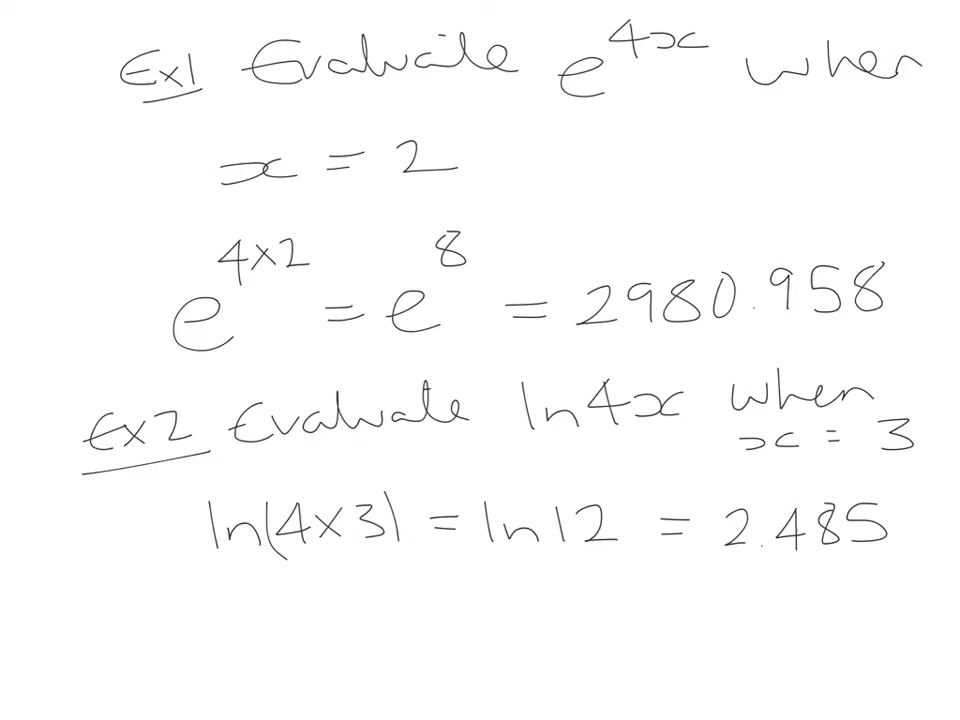 Ex1 Evaluate e^{4x} when
x = 2
e^{4×2} = e^8 = 2980.958
Ex2 Evaluate ln4x when
x = 3
ln(4×3) = ln12 = 2.485